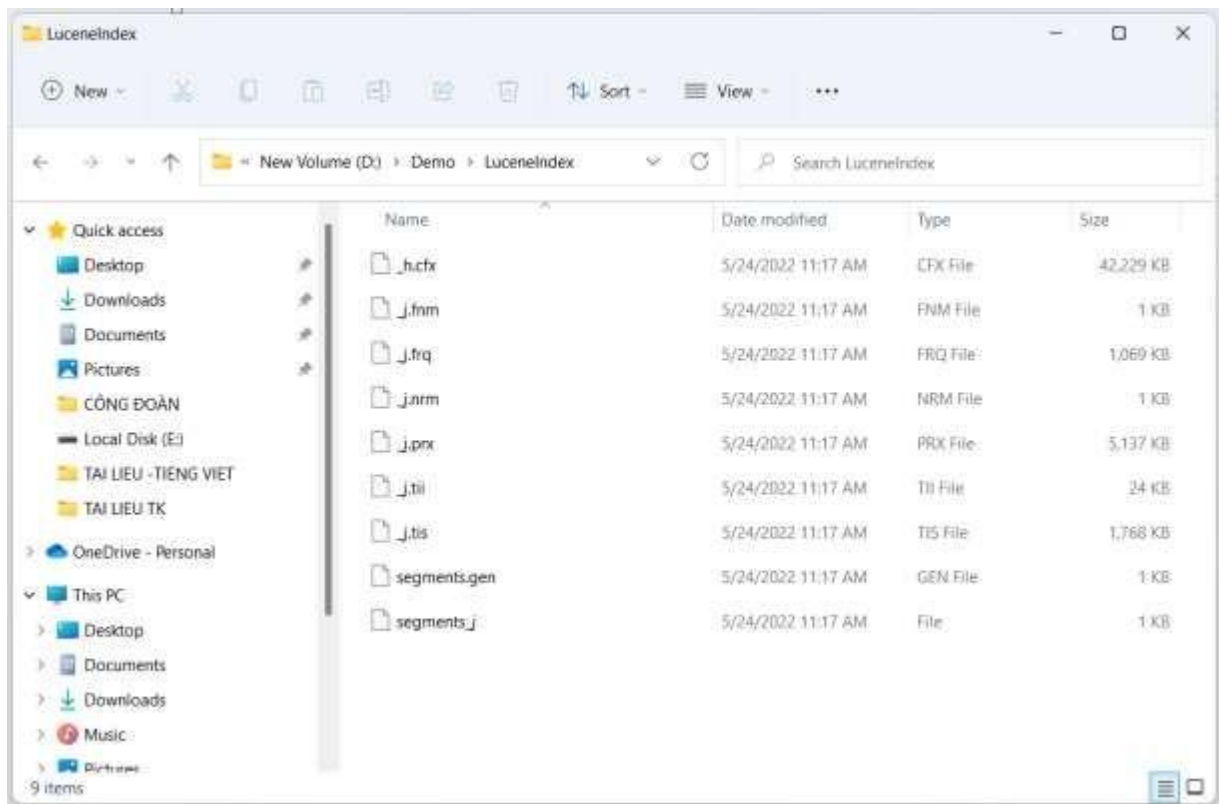 LuceneIndex
New Sort View
« New Volume (D:) > Demo > LuceneIndex Search LuceneIndex
Name Date modified Type Size
Quick access
Desktop
Downloads
Documents
Pictures
CÔNG ĐOÀN
Local Disk (E:)
TAI LIEU -TIENG VIET
TAI LIEU TK
OneDrive - Personal
This PC
Desktop
Documents
Downloads
Music
Pictures
_h.cfx 5/24/2022 11:17 AM CFX File 42,229 KB
_j.fnm 5/24/2022 11:17 AM FNM File 1 KB
_j.frq 5/24/2022 11:17 AM FRQ File 1,069 KB
_j.nrm 5/24/2022 11:17 AM NRM File 1 KB
_j.prx 5/24/2022 11:17 AM PRX File 5,137 KB
_j.tii 5/24/2022 11:17 AM TII File 24 KB
_j.tis 5/24/2022 11:17 AM TIS File 1,768 KB
segments.gen 5/24/2022 11:17 AM GEN File 1 KB
segments_j 5/24/2022 11:17 AM File 1 KB
9 items